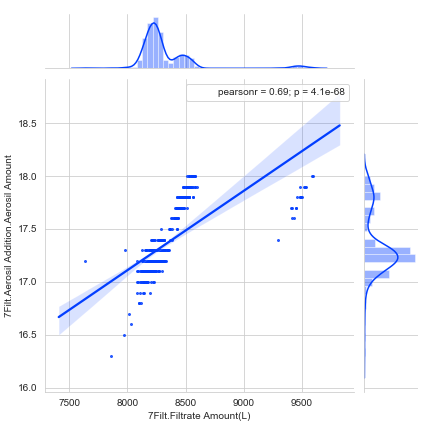 pearsonr = 0.69; p = 4.1e-68
18.5
18.0
17.5
17.0
16.5
16.0
7Filt.Aerosil Addition.Aerosil Amount
7500 8000 8500 9000 9500
7Filt.Filtrate Amount(L)